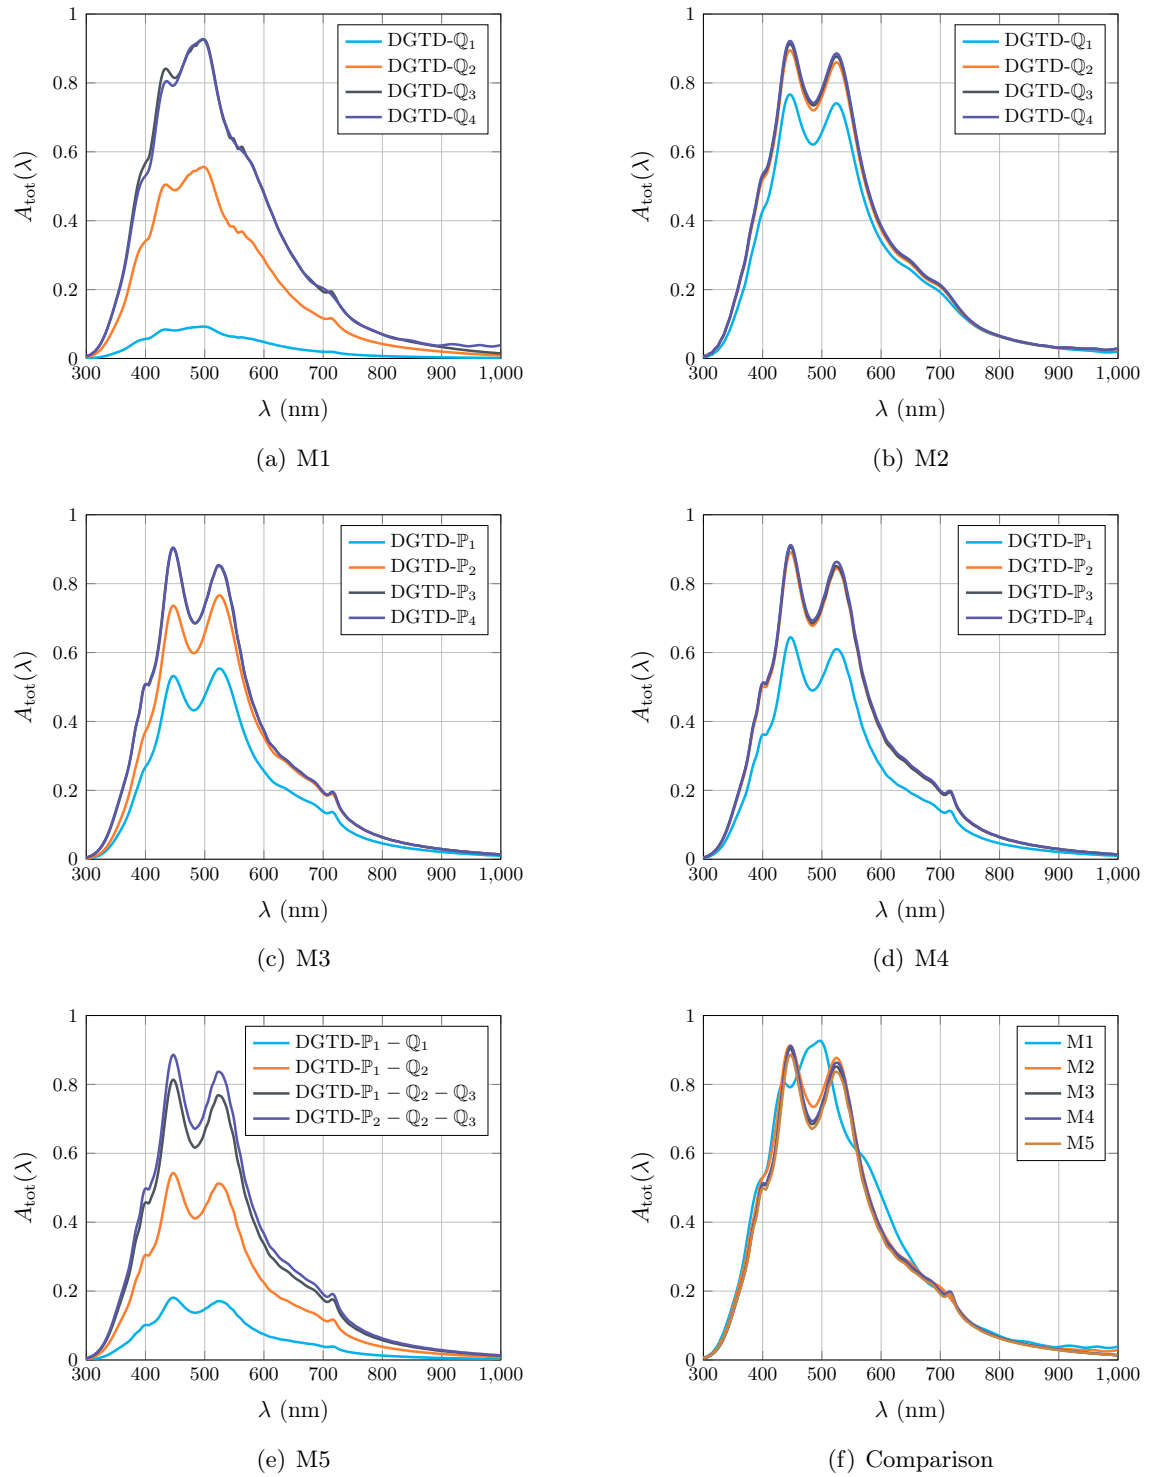 1
0.8
0.6
0.4
0.2
0
300 400 500 600 700 800 900 1,000
A_tot(λ)
λ (nm)
DGTD-ℚ₁
DGTD-ℚ₂
DGTD-ℚ₃
DGTD-ℚ₄
(a) M1
1
0.8
0.6
0.4
0.2
0
300 400 500 600 700 800 900 1,000
A_tot(λ)
λ (nm)
DGTD-ℚ₁
DGTD-ℚ₂
DGTD-ℚ₃
DGTD-ℚ₄
(b) M2
1
0.8
0.6
0.4
0.2
0
300 400 500 600 700 800 900 1,000
A_tot(λ)
λ (nm)
DGTD-ℙ₁
DGTD-ℙ₂
DGTD-ℙ₃
DGTD-ℙ₄
(c) M3
1
0.8
0.6
0.4
0.2
0
300 400 500 600 700 800 900 1,000
A_tot(λ)
λ (nm)
DGTD-ℙ₁
DGTD-ℙ₂
DGTD-ℙ₃
DGTD-ℙ₄
(d) M4
1
0.8
0.6
0.4
0.2
0
300 400 500 600 700 800 900 1,000
A_tot(λ)
λ (nm)
DGTD-ℙ₁ − ℚ₁
DGTD-ℙ₁ − ℚ₂
DGTD-ℙ₁ − ℚ₂ − ℚ₃
DGTD-ℙ₂ − ℚ₂ − ℚ₃
(e) M5
1
0.8
0.6
0.4
0.2
0
300 400 500 600 700 800 900 1,000
A_tot(λ)
λ (nm)
M1
M2
M3
M4
M5
(f) Comparison